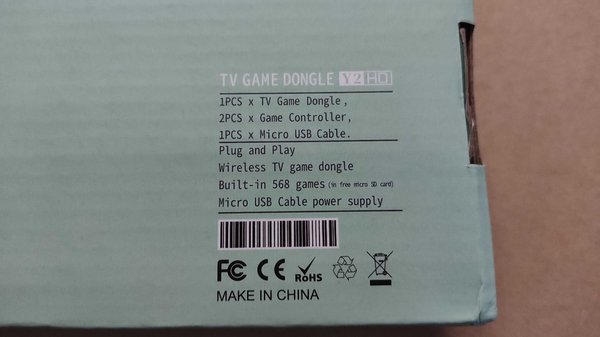 TV GAME DONGLE Y2 HD
1PCS x TV Game Dongle,
2PCS x Game Controller,
1PCS x Micro USB Cable.
Plug and Play
Wireless TV game dongle
Built-in 568 games (in free micro SD card)
Micro USB Cable power supply
FC CE RoHS
MAKE IN CHINA